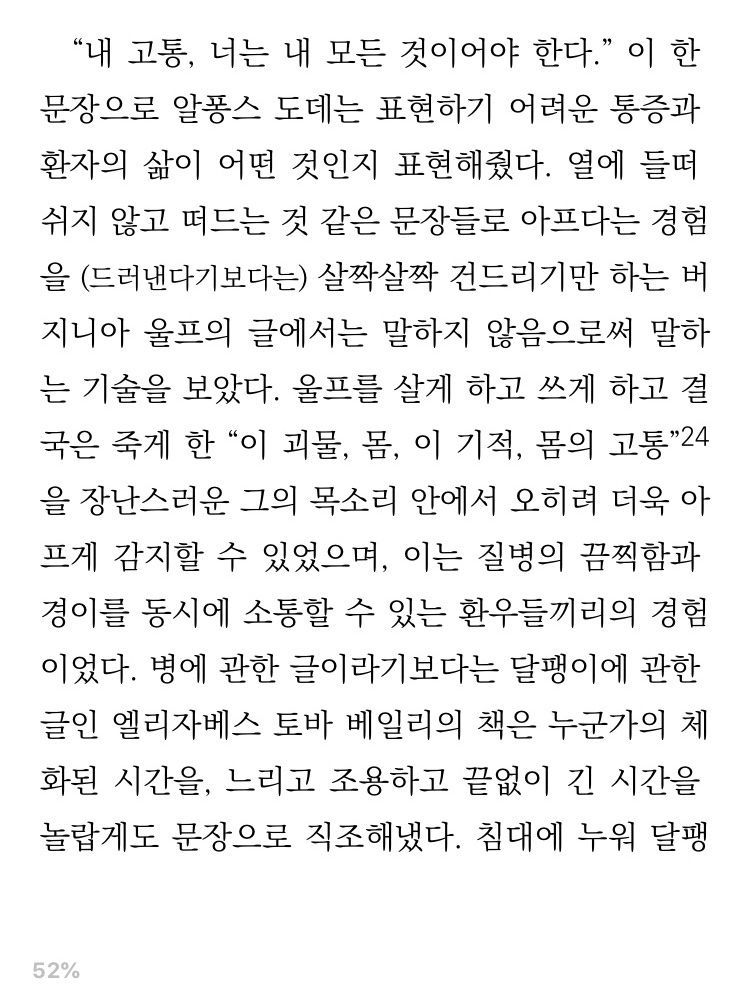 “내 고통, 너는 내 모든 것이어야 한다.” 이 한
문장으로 알퐁스 도데는 표현하기 어려운 통증과
환자의 삶이 어떤 것인지 표현해줬다. 열에 들떠
쉬지 않고 떠드는 것 같은 문장들로 아프다는 경험
을 (드러낸다기보다는) 살짝살짝 건드리기만 하는 버
지니아 울프의 글에서는 말하지 않음으로써 말하
는 기술을 보았다. 울프를 살게 하고 쓰게 하고 결
국은 죽게 한 “이 괴물, 몸, 이 기적, 몸의 고통”24
을 장난스러운 그의 목소리 안에서 오히려 더욱 아
프게 감지할 수 있었으며, 이는 질병의 끔찍함과
경이를 동시에 소통할 수 있는 환우들끼리의 경험
이었다. 병에 관한 글이라기보다는 달팽이에 관한
글인 엘리자베스 토바 베일리의 책은 누군가의 체
화된 시간을, 느리고 조용하고 끝없이 긴 시간을
놀랍게도 문장으로 직조해냈다. 침대에 누워 달팽
52%